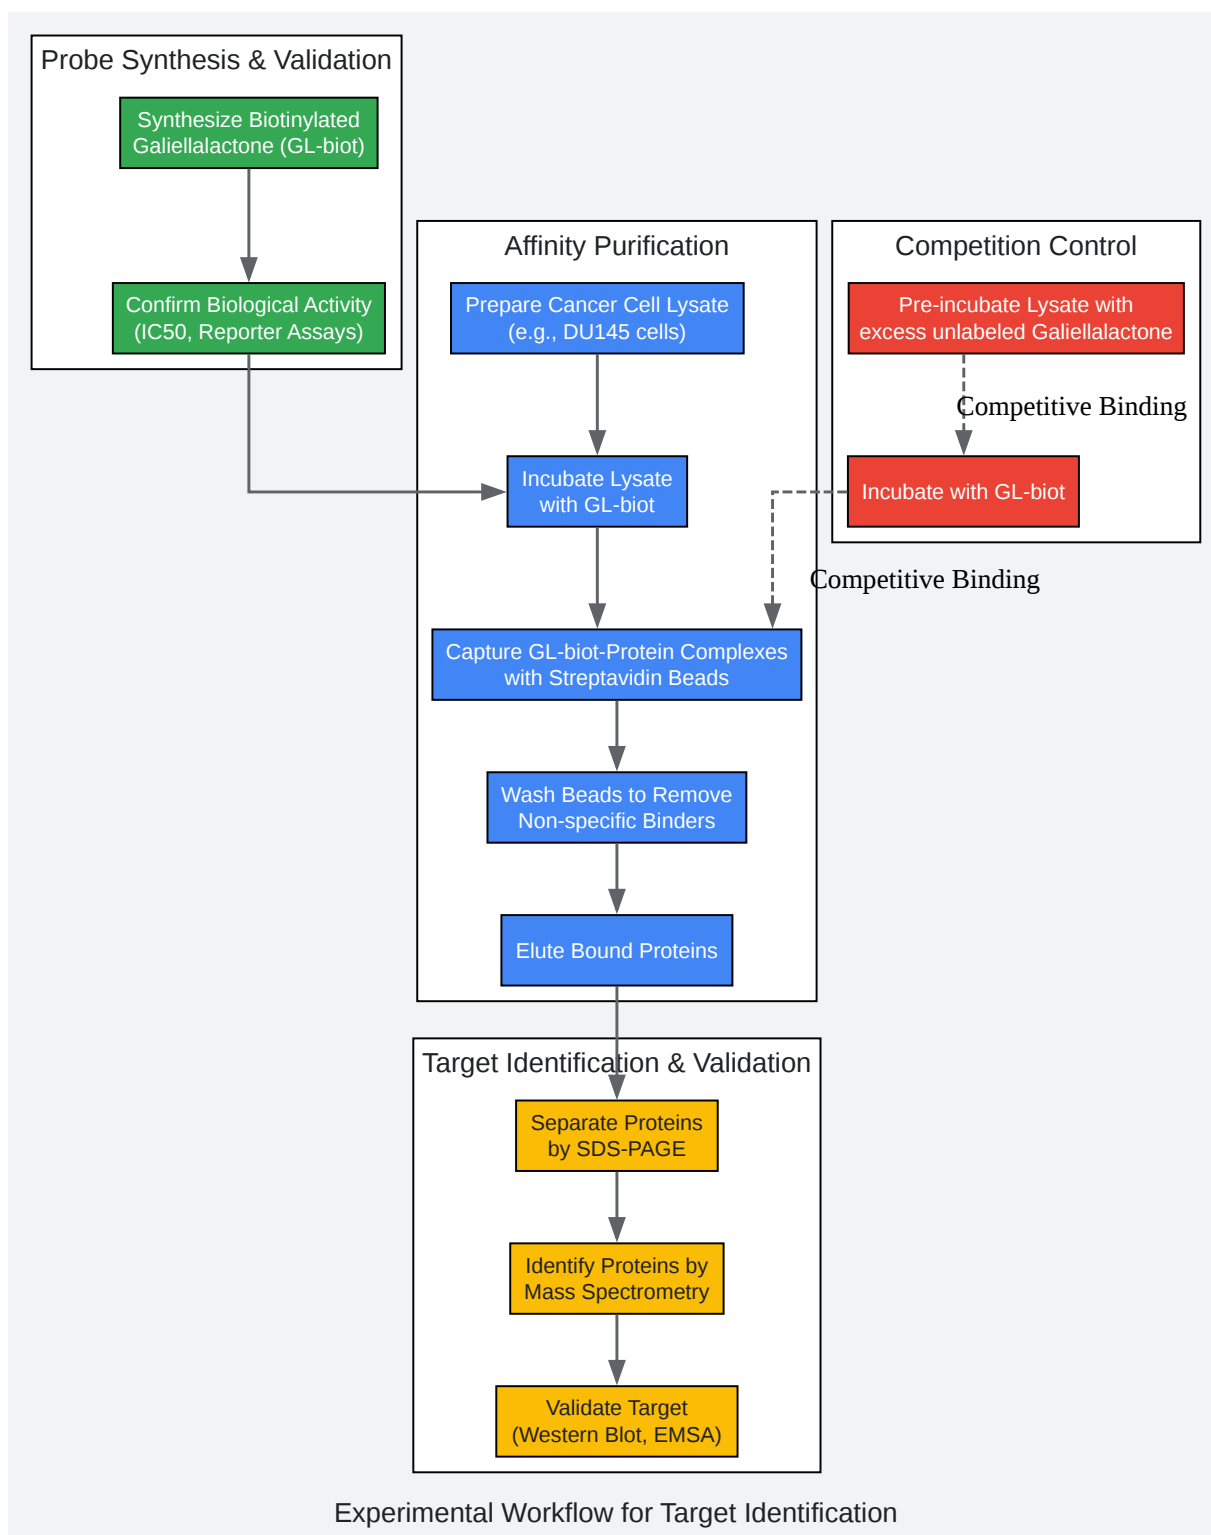 Probe Synthesis & Validation
Synthesize Biotinylated
Galiellalactone (GL-biot)
Confirm Biological Activity
(IC50, Reporter Assays)
Affinity Purification
Prepare Cancer Cell Lysate
(e.g., DU145 cells)
Incubate Lysate
with GL-biot
Competition Control
Pre-incubate Lysate with
excess unlabeled Galiellalactone
Competitive Binding
Incubate with GL-biot
Competitive Binding
Capture GL-biot-Protein Complexes
with Streptavidin Beads
Wash Beads to Remove
Non-specific Binders
Elute Bound Proteins
Target Identification & Validation
Separate Proteins
by SDS-PAGE
Identify Proteins by
Mass Spectrometry
Validate Target
(Western Blot, EMSA)
Experimental Workflow for Target Identification